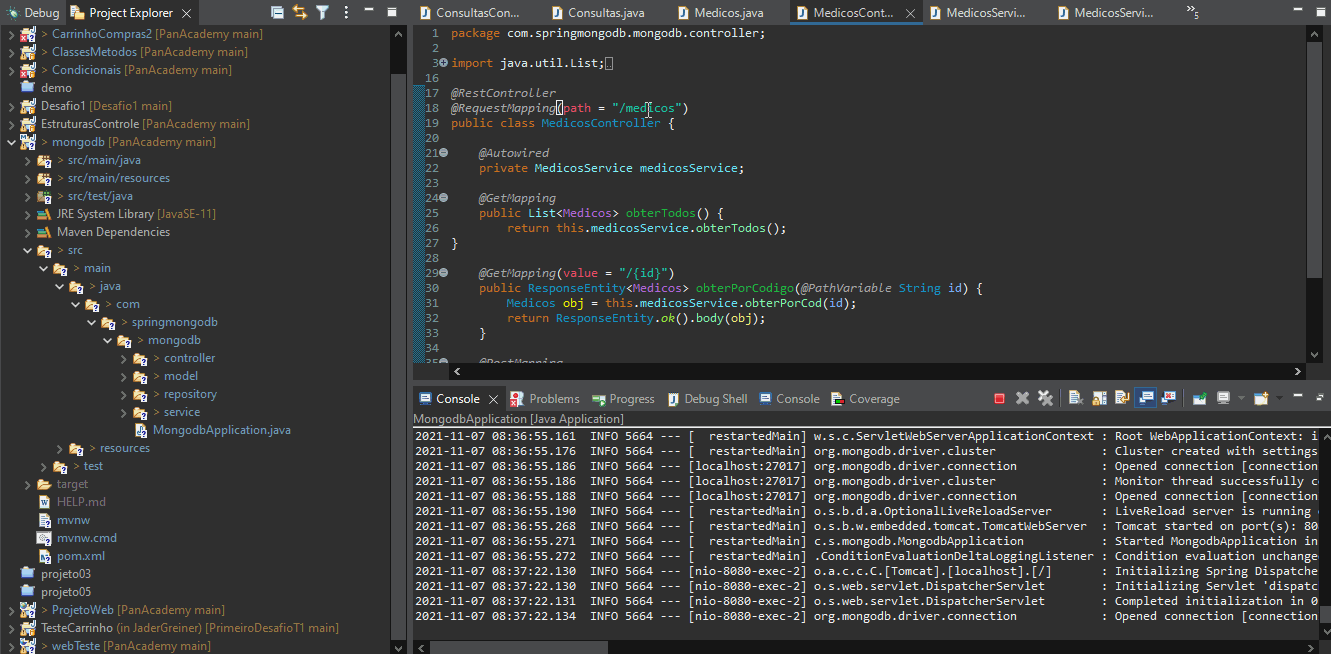 Debug
Project Explorer
> CarrinhoCompras2 [PanAcademy main]
> ClassesMetodos [PanAcademy main]
> Condicionais [PanAcademy main]
demo
Desafio1 [Desafio1 main]
EstruturasControle [PanAcademy main]
> mongodb [PanAcademy main]
> src/main/java
> src/main/resources
> src/test/java
JRE System Library [JavaSE-11]
Maven Dependencies
> src
> main
> java
> com
> springmongodb
> mongodb
> controller
> model
> repository
> service
MongodbApplication.java
> resources
> test
target
HELP.md
mvnw
mvnw.cmd
pom.xml
projeto03
projeto05
> ProjetoWeb [PanAcademy main]
TesteCarrinho (in JaderGreiner) [PrimeiroDesafioT1 main]
> webTeste [PanAcademy main]
ConsultasCon... Consultas.java Medicos.java MedicosCont... MedicosServi... MedicosServi... »5
1 package com.springmongodb.mongodb.controller;
2
3 import java.util.List;
16
17 @RestController
18 @RequestMapping(path = "/medicos")
19 public class MedicosController {
20
21 @Autowired
22 private MedicosService medicosService;
23
24 @GetMapping
25 public List<Medicos> obterTodos() {
26 return this.medicosService.obterTodos();
27 }
28
29 @GetMapping(value = "/{id}")
30 public ResponseEntity<Medicos> obterPorCodigo(@PathVariable String id) {
31 Medicos obj = this.medicosService.obterPorCod(id);
32 return ResponseEntity.ok().body(obj);
33 }
34
35 @PostMapping
Console Problems Progress Debug Shell Console Coverage
MongodbApplication [Java Application]
2021-11-07 08:36:55.161 INFO 5664 --- [ restartedMain] w.s.c.ServletWebServerApplicationContext : Root WebApplicationContext: i
2021-11-07 08:36:55.176 INFO 5664 --- [ restartedMain] org.mongodb.driver.cluster : Cluster created with settings
2021-11-07 08:36:55.186 INFO 5664 --- [localhost:27017] org.mongodb.driver.connection : Opened connection [connection
2021-11-07 08:36:55.186 INFO 5664 --- [localhost:27017] org.mongodb.driver.cluster : Monitor thread successfully c
2021-11-07 08:36:55.188 INFO 5664 --- [localhost:27017] org.mongodb.driver.connection : Opened connection [connection
2021-11-07 08:36:55.190 INFO 5664 --- [ restartedMain] o.s.b.d.a.OptionalLiveReloadServer : LiveReload server is running
2021-11-07 08:36:55.268 INFO 5664 --- [ restartedMain] o.s.b.w.embedded.tomcat.TomcatWebServer : Tomcat started on port(s): 80
2021-11-07 08:36:55.271 INFO 5664 --- [ restartedMain] c.s.mongodb.MongodbApplication : Started MongodbApplication in
2021-11-07 08:36:55.272 INFO 5664 --- [ restartedMain] .ConditionEvaluationDeltaLoggingListener : Condition evaluation unchange
2021-11-07 08:37:22.130 INFO 5664 --- [nio-8080-exec-2] o.a.c.c.C.[Tomcat].[localhost].[/] : Initializing Spring Dispatche
2021-11-07 08:37:22.130 INFO 5664 --- [nio-8080-exec-2] o.s.web.servlet.DispatcherServlet : Initializing Servlet 'dispatc
2021-11-07 08:37:22.131 INFO 5664 --- [nio-8080-exec-2] o.s.web.servlet.DispatcherServlet : Completed initialization in 0
2021-11-07 08:37:22.134 INFO 5664 --- [nio-8080-exec-2] org.mongodb.driver.connection : Opened connection [connection